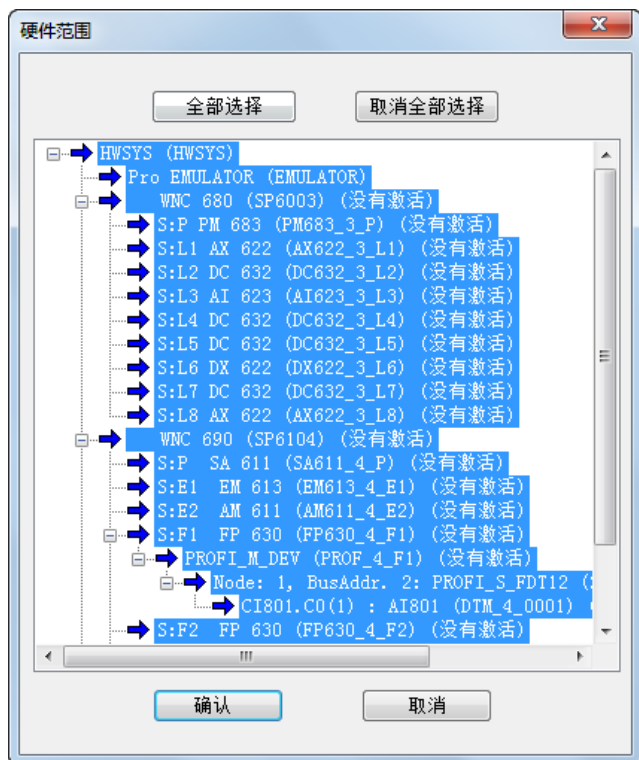 硬件范围
全部选择 取消全部选择
HWSYS (HWSYS)
Pro EMULATOR (EMULATOR)
WNC 680 (SP6003) (没有激活)
S:P PM 683 (PM683_3_P) (没有激活)
S:L1 AX 622 (AX622_3_L1) (没有激活)
S:L2 DC 632 (DC632_3_L2) (没有激活)
S:L3 AI 623 (AI623_3_L3) (没有激活)
S:L4 DC 632 (DC632_3_L4) (没有激活)
S:L5 DC 632 (DC632_3_L5) (没有激活)
S:L6 DX 622 (DX622_3_L6) (没有激活)
S:L7 DC 632 (DC632_3_L7) (没有激活)
S:L8 AX 622 (AX622_3_L8) (没有激活)
WNC 690 (SP6104) (没有激活)
S:P SA 611 (SA611_4_P) (没有激活)
S:E1 EM 613 (EM613_4_E1) (没有激活)
S:E2 AM 611 (AM611_4_E2) (没有激活)
S:F1 FP 630 (FP630_4_F1) (没有激活)
PROFI_M_DEV (PROF_4_F1) (没有激活)
Node: 1, BusAddr. 2: PROFI_S_FDT12 (
CI801.C0(1) : AI801 (DTM_4_0001)
S:F2 FP 630 (FP630_4_F2) (没有激活)
确认 取消